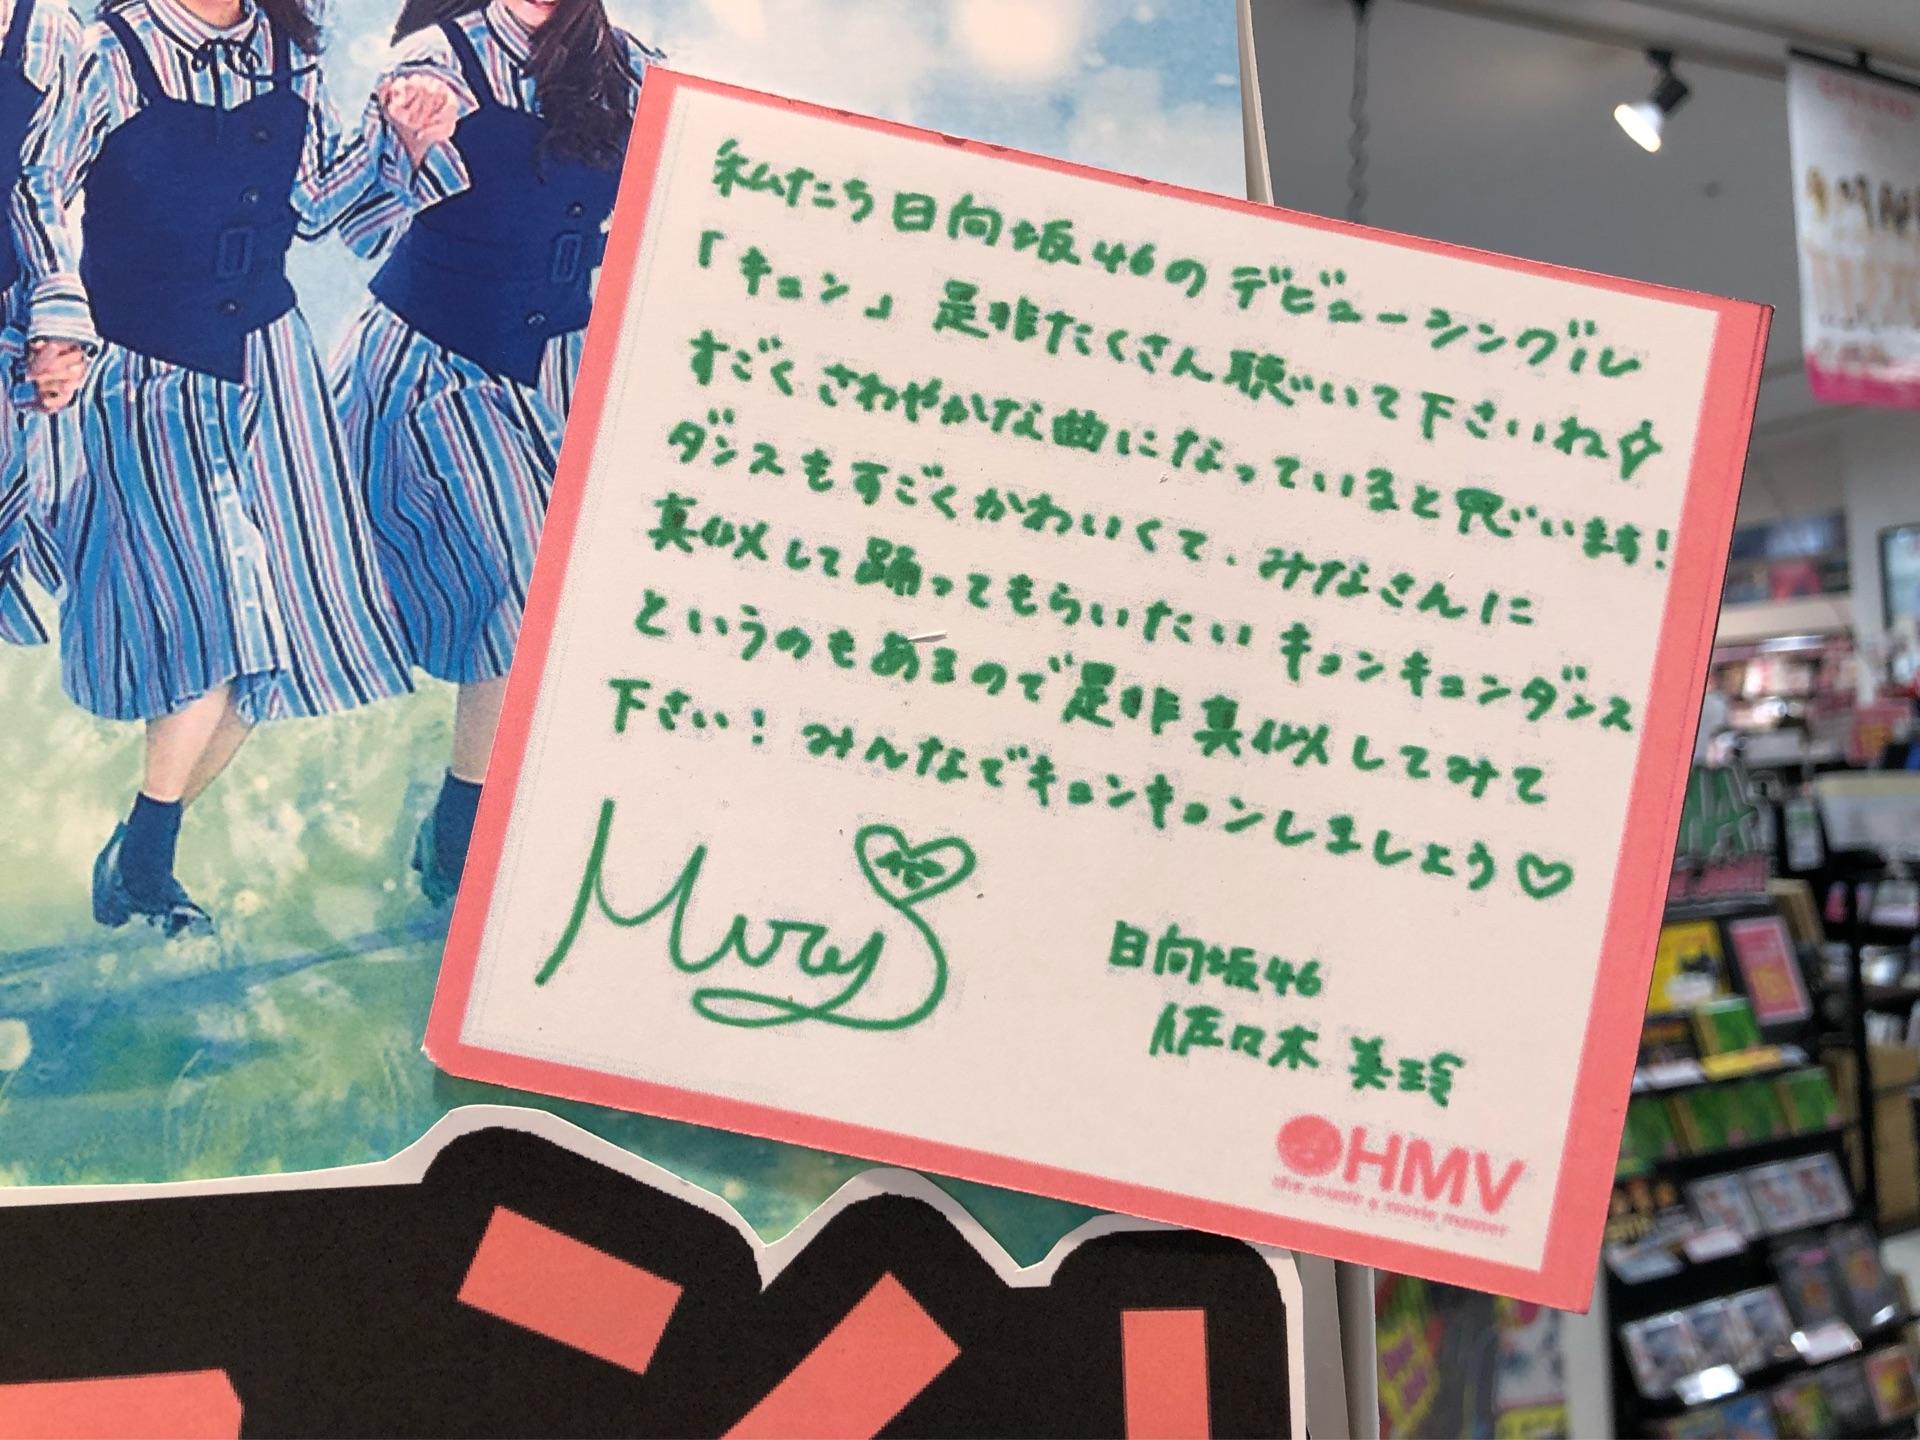 私たち日向坂46のデビューシングル
「キュン」是非たくさん聴いて下さいね
すごくさわやかな曲になっていると思います!
ダンスもすごくかわいくて、みなさんに
真似して踊ってもらいたいキュンキュンダンス
というのもあるので是非真似してみて
下さい!みんなでキュンキュンしましょう♡
日向坂46
佐々木 美玲
HMV
the music & movie master